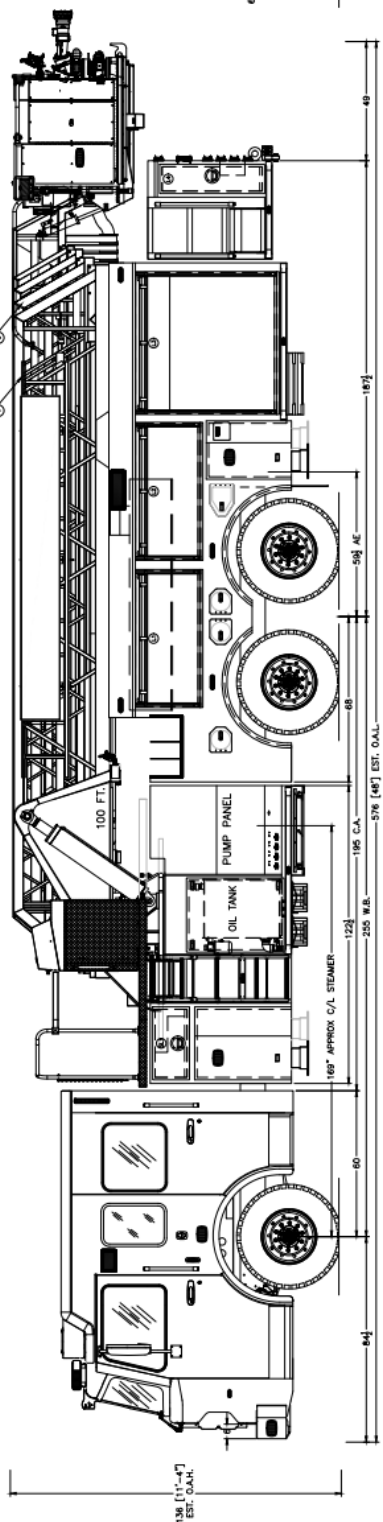 136 [11'-4"]
EST. O.A.H.
100 FT.
OIL TANK
PUMP PANEL
169" APPROX C/L STEAMER
59½ AE
122½
68
60
195 C.A.
84½
255 W.B.
187½
49
576 [48'] EST. O.A.L.